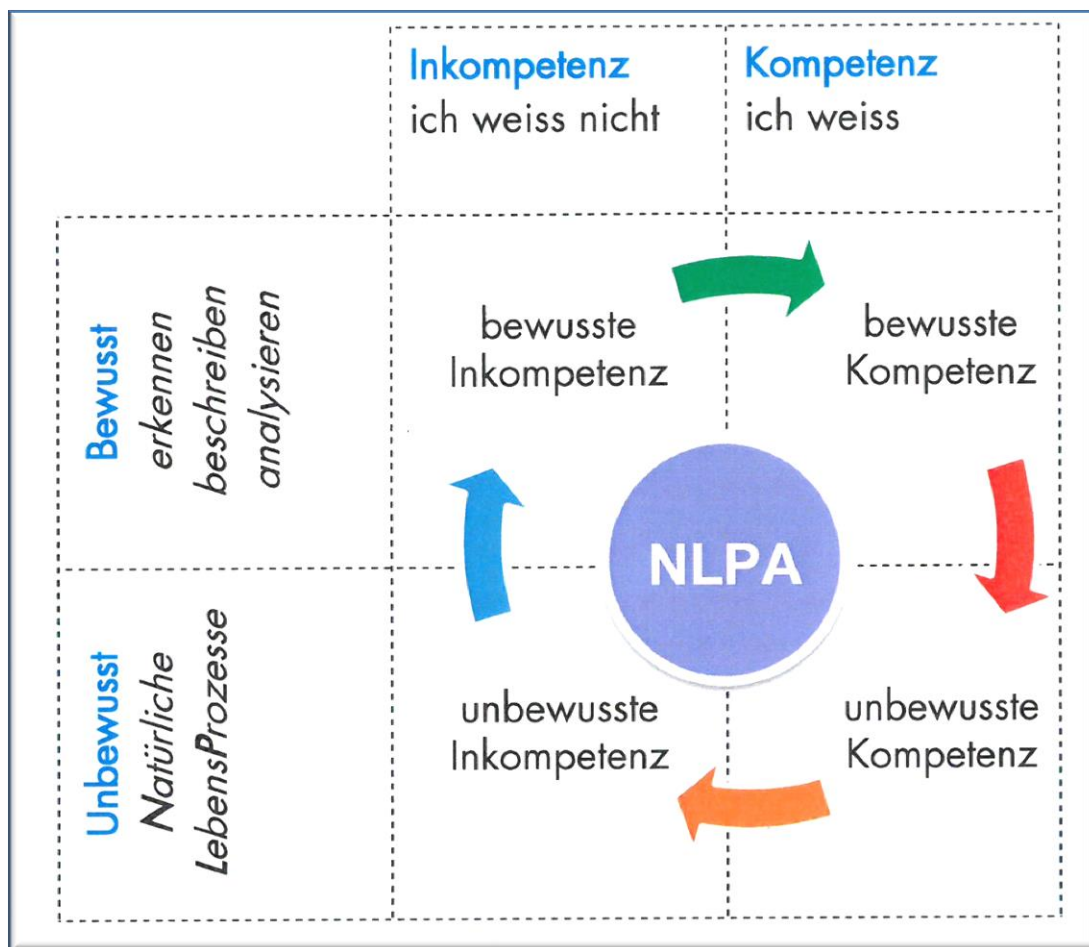 Inkompetenz
ich weiss nicht
Kompetenz
ich weiss
Bewusst
erkennen
beschreiben
analysieren
bewusste
Inkompetenz
bewusste
Kompetenz
NLPA
Unbewusst
Natürliche
LebensProzesse
unbewusste
Inkompetenz
unbewusste
Kompetenz